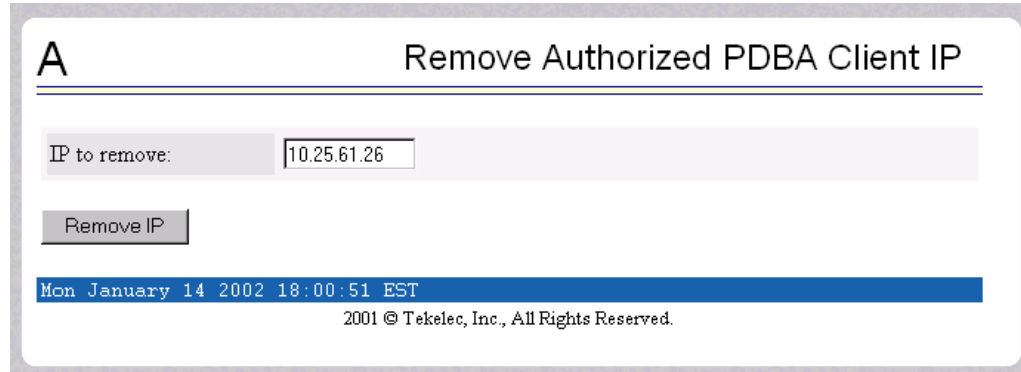 A Remove Authorized PDBA Client IP
IP to remove: 10.25.61.26
Remove IP
Mon January 14 2002 18:00:51 EST
2001 © Tekelec, Inc., All Rights Reserved.